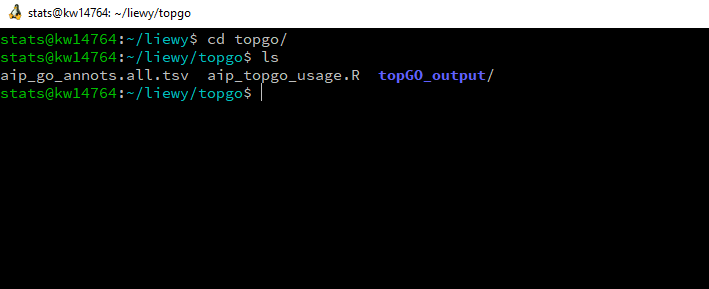 stats@kw14764: ~/liewy/topgo
stats@kw14764:~/liewy$ cd topgo/
stats@kw14764:~/liewy/topgo$ ls
aip_go_annots.all.tsv  aip_topgo_usage.R  topGO_output/
stats@kw14764:~/liewy/topgo$